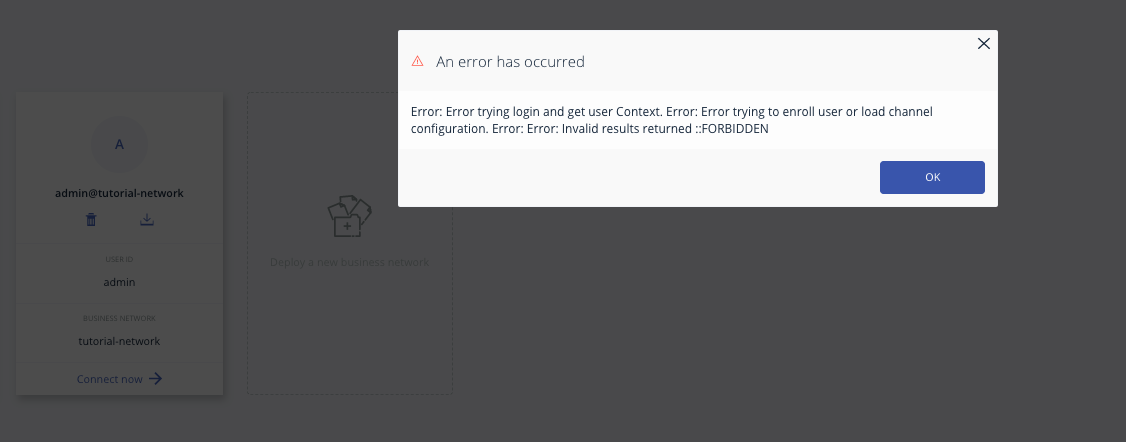 An error has occurred
Error: Error trying login and get user Context. Error: Error trying to enroll user or load channel
configuration. Error: Error: Invalid results returned ::FORBIDDEN
OK
A
admin@tutorial-network
USER ID
admin
BUSINESS NETWORK
tutorial-network
Connect now
Deploy a new business network